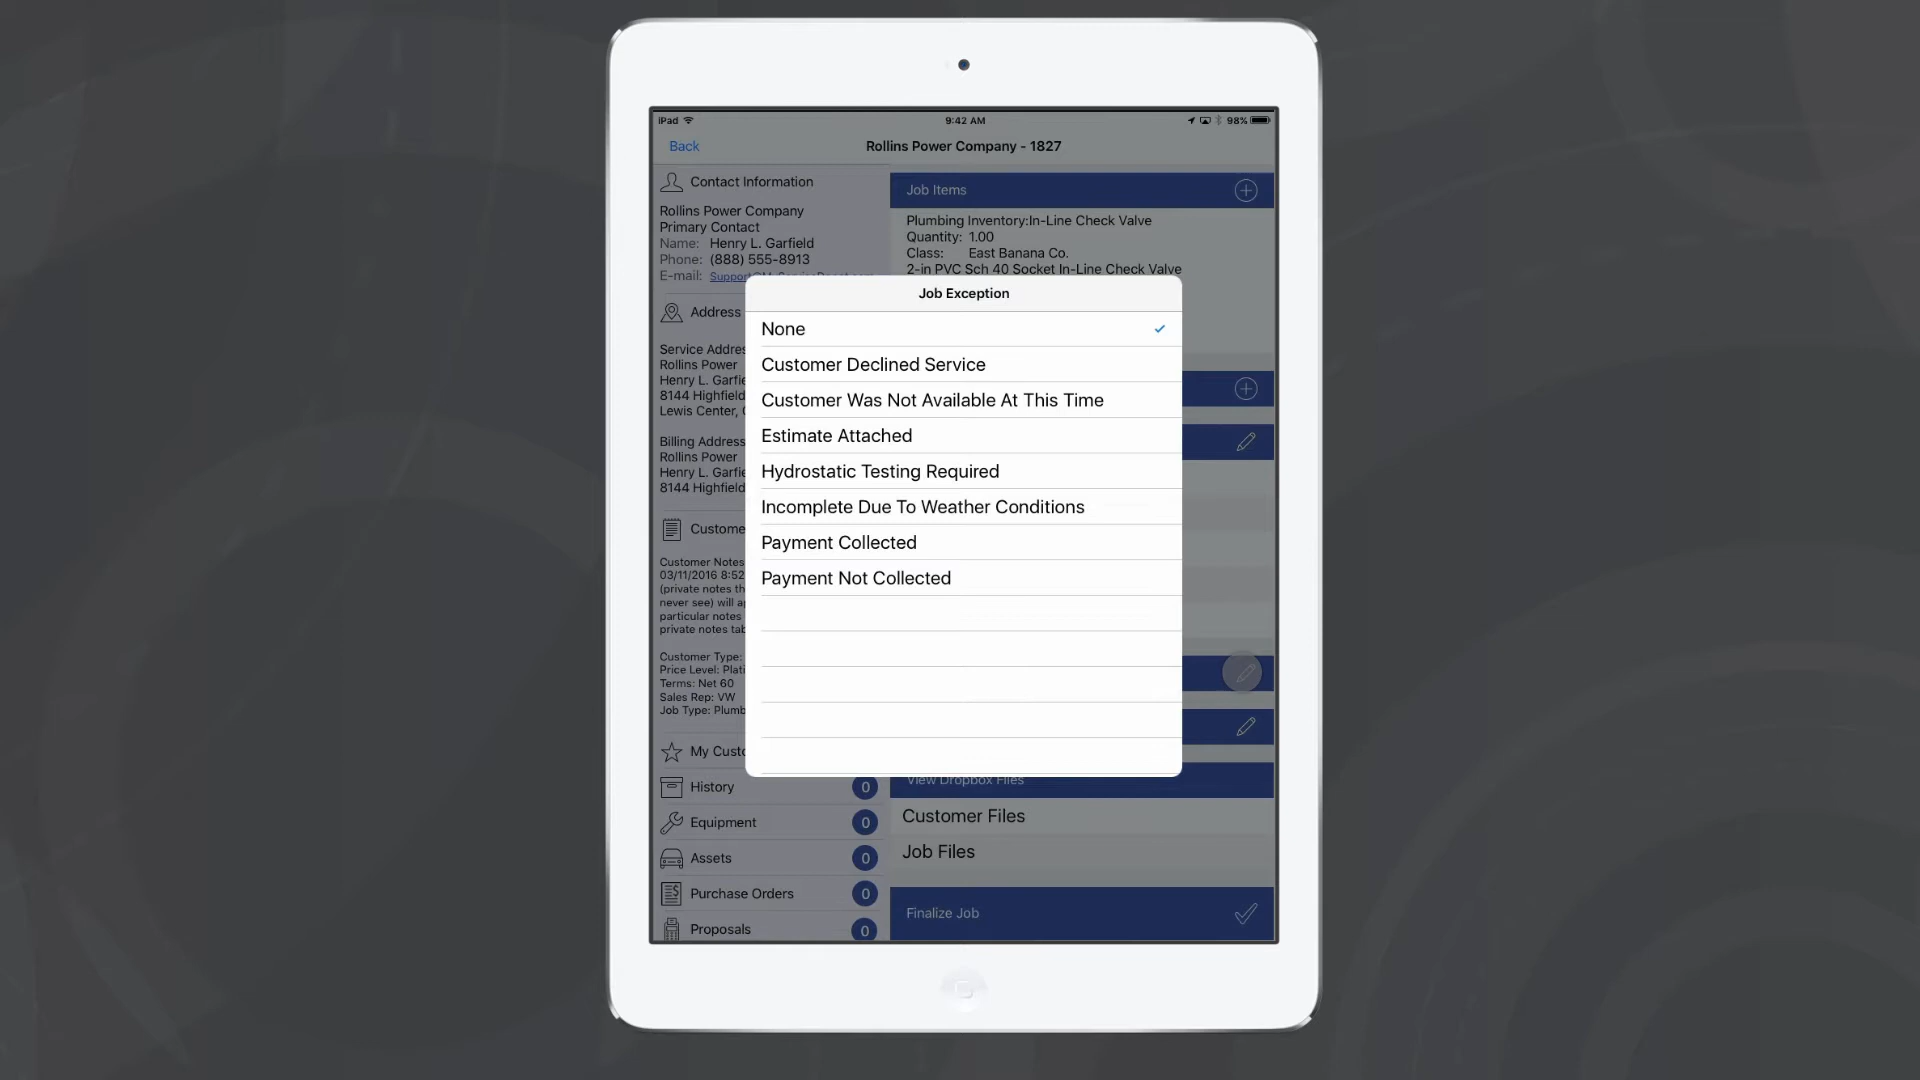 iPad
9:42 AM
98%
Back
Rollins Power Company - 1827
Contact Information
Rollins Power Company
Primary Contact
Name: Henry L. Garfield
Phone: (888) 555-8913
E-mail:
Address
Service Addres
Rollins Power
Henry L. Garfie
8144 Highfield
Lewis Center,
Billing Address
Rollins Power
Henry L. Garfie
8144 Highfield
Custome
Customer Notes
03/11/2016 8:52
(private notes th
never see) will a
particular notes
private notes tab
Customer Type:
Price Level: Plati
Terms: Net 60
Sales Rep: VW
Job Type: Plumb
My Custo
History 0
Equipment 0
Assets 0
Purchase Orders 0
Proposals 0
Job Items
Plumbing Inventory:In-Line Check Valve
Quantity: 1.00
Class: East Banana Co.
2-in PVC Sch 40 Socket In-Line Check Valve
Job Exception
None
Customer Declined Service
Customer Was Not Available At This Time
Estimate Attached
Hydrostatic Testing Required
Incomplete Due To Weather Conditions
Payment Collected
Payment Not Collected
View Dropbox Files
Customer Files
Job Files
Finalize Job